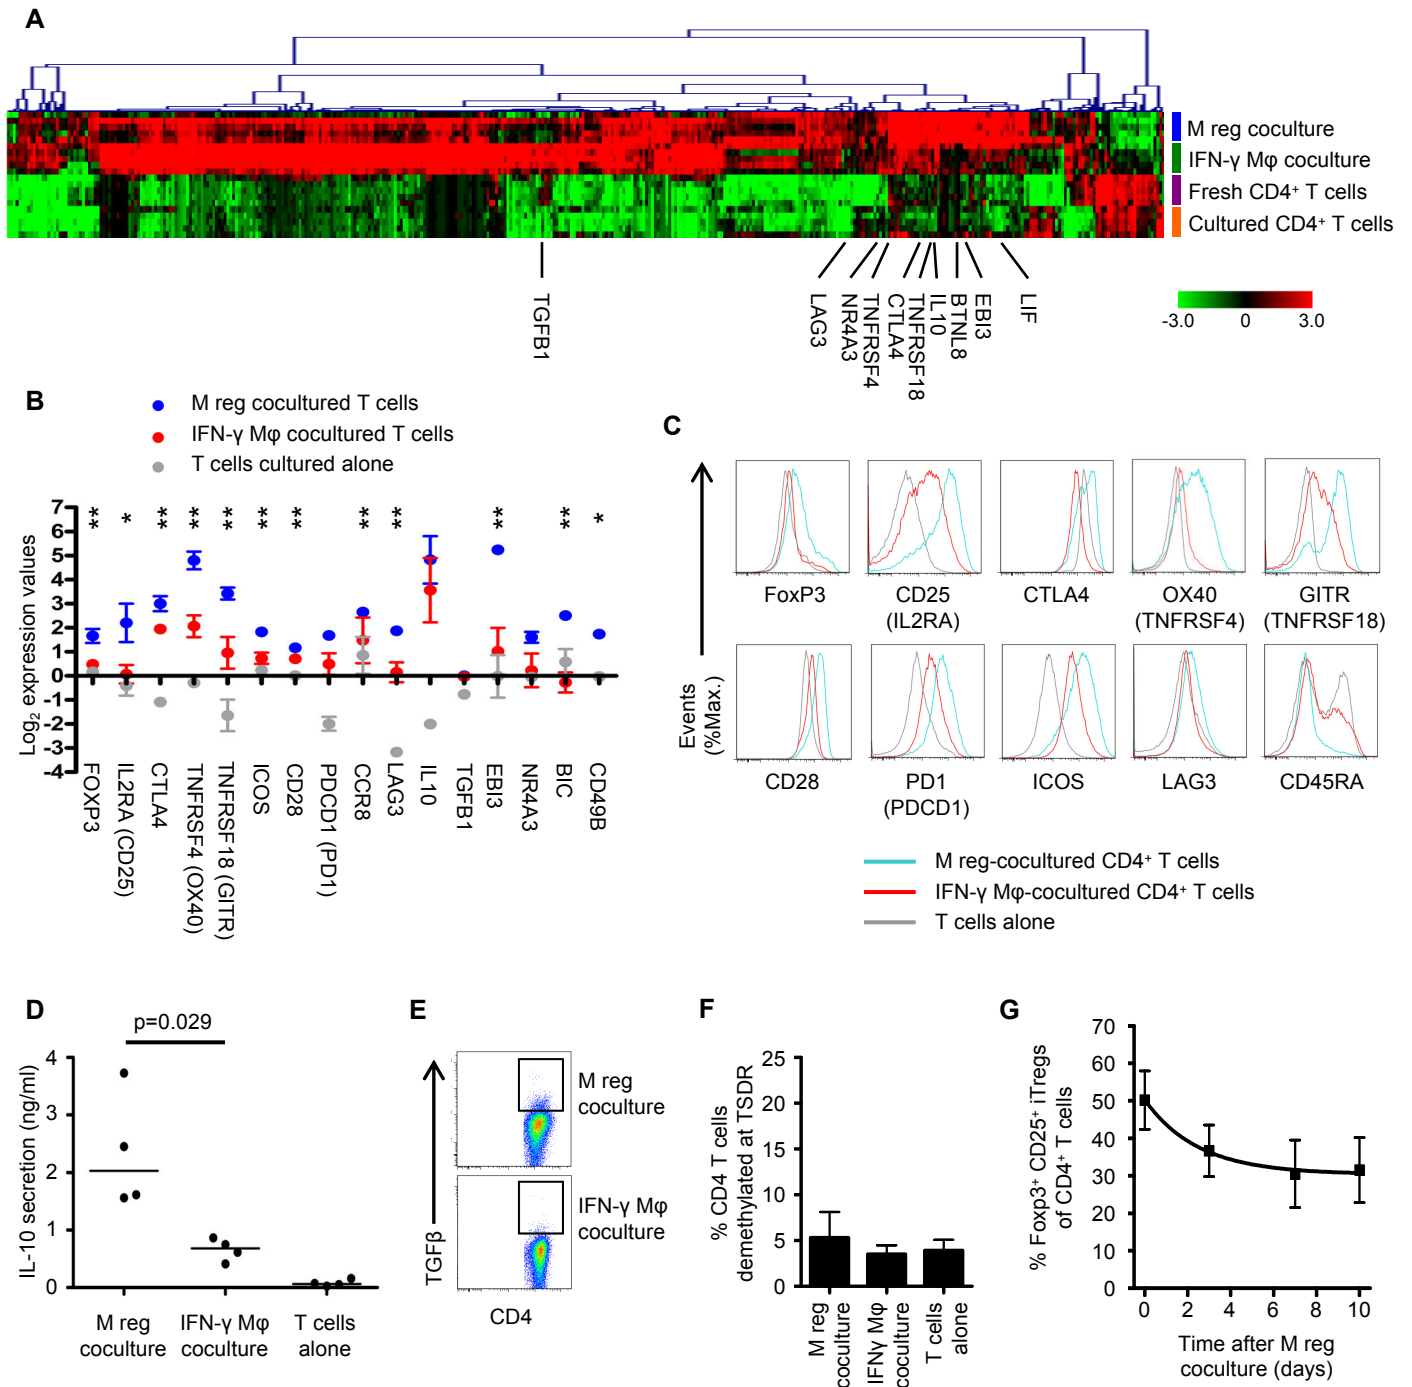 A
M reg coculture
IFN-γ Mφ coculture
Fresh CD4⁺ T cells
Cultured CD4⁺ T cells
TGFB1
LAG3
NR4A3
TNFRSF4
CTLA4
TNFRSF18
IL10
BTNL8
EBI3
LIF
-3.0 0 3.0
B
M reg cocultured T cells
IFN-γ Mφ cocultured T cells
T cells cultured alone
Log₂ expression values
7
6
5
4
3
2
1
0
-1
-2
-3
-4
** * ** ** ** ** ** ** ** ** ** *
FOXP3
IL2RA (CD25)
CTLA4
TNFRSF4 (OX40)
TNFRSF18 (GITR)
ICOS
CD28
PDCD1 (PD1)
CCR8
LAG3
IL10
TGFB1
EBI3
NR4A3
BIC
CD49B
C
Events
(%Max.)
FoxP3
CD25
(IL2RA)
CTLA4
OX40
(TNFRSF4)
GITR
(TNFRSF18)
CD28
PD1
(PDCD1)
ICOS
LAG3
CD45RA
M reg-cocultured CD4⁺ T cells
IFN-γ Mφ-cocultured CD4⁺ T cells
T cells alone
D
p=0.029
IL-10 secretion (ng/ml)
4
3
2
1
0
M reg
coculture
IFN-γ Mφ
coculture
T cells
alone
E
TGFβ
M reg
coculture
IFN-γ Mφ
coculture
CD4
F
% CD4 T cells
demethylated at TSDR
25
20
15
10
5
0
M reg
coculture
IFNγ Mφ
coculture
T cells
alone
G
% Foxp3⁺ CD25⁺ iTregs
of CD4⁺ T cells
70
60
50
40
30
20
10
0
0 2 4 6 8 10
Time after M reg
coculture (days)